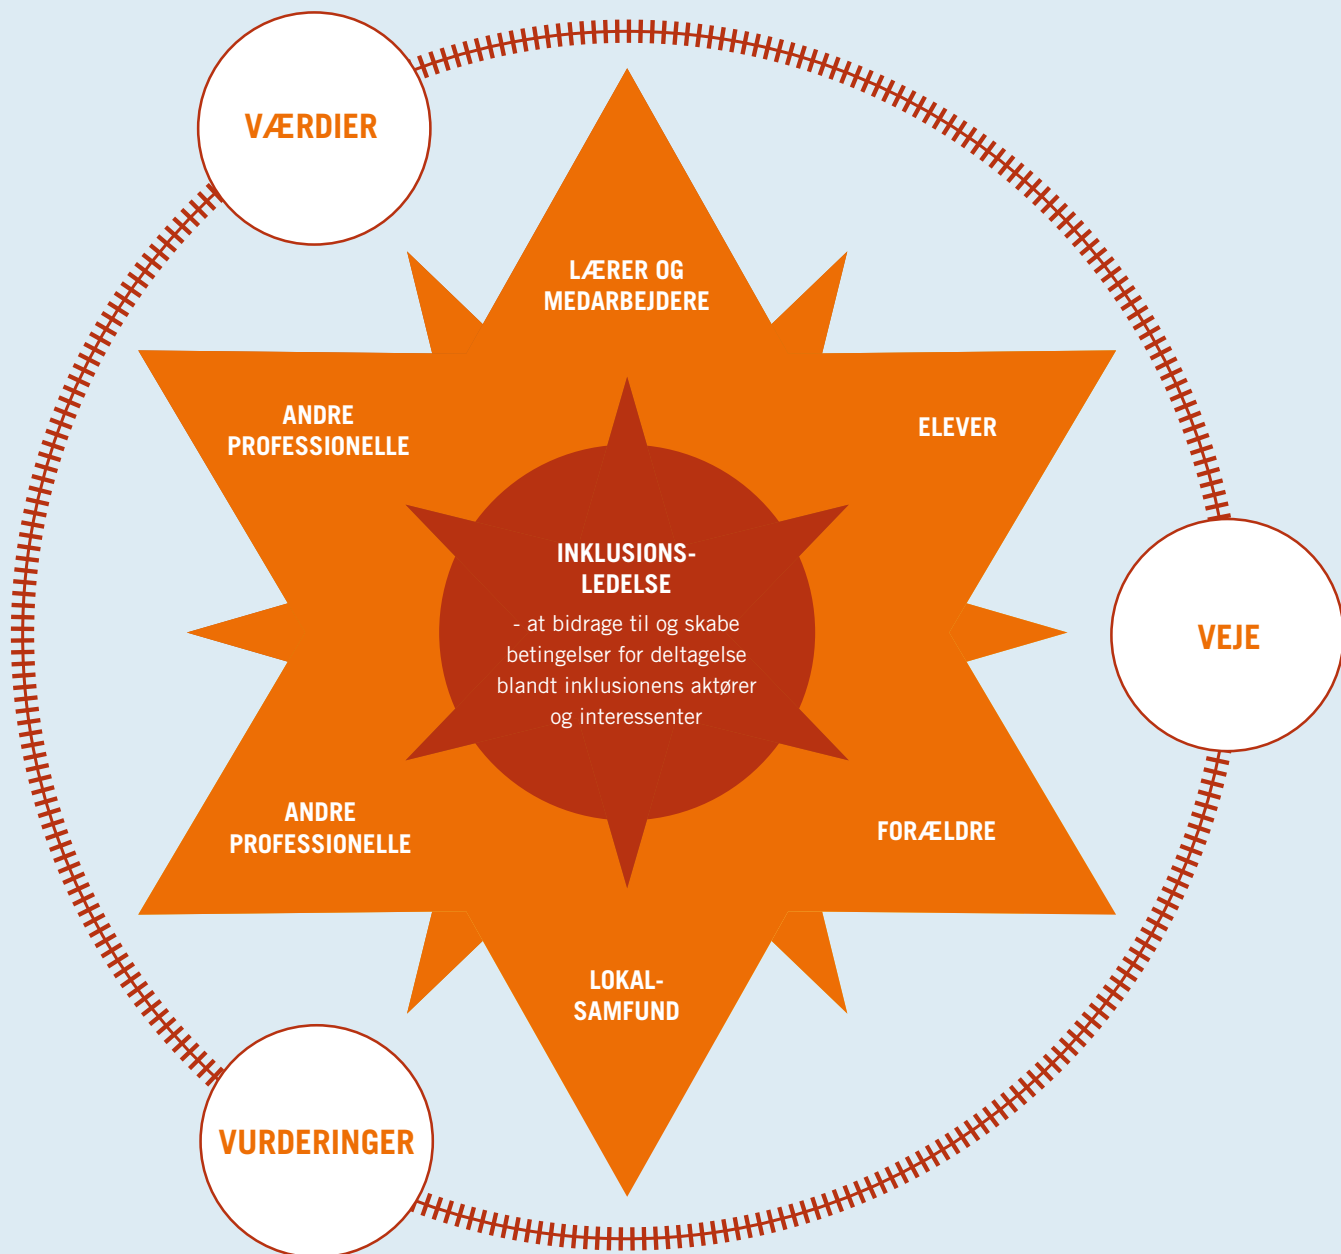 VÆRDIER
LÆRER OG
MEDARBEJDERE
ANDRE
PROFESSIONELLE
ELEVER
INKLUSIONS-
LEDELSE
- at bidrage til og skabe
betingelser for deltagelse
blandt inklusionens aktører
og interessenter
VEJE
ANDRE
PROFESSIONELLE
FORÆLDRE
LOKAL-
SAMFUND
VURDERINGER